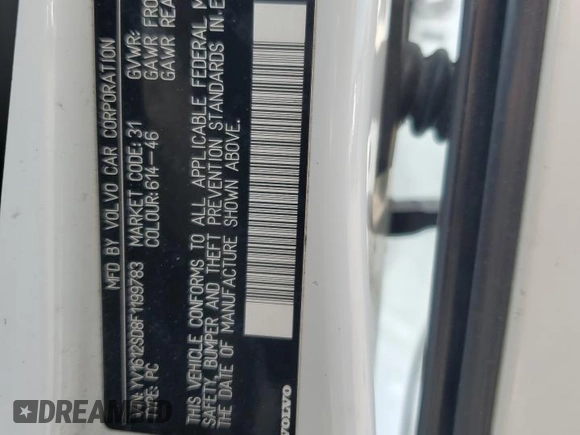 MFD BY VOLVO CAR CORPORATION
GVWR:
GAWR FRO
GAWR REA
MARKET CODE: 31
COLOUR: 614-46
YV1612SD8F1199783
TYPE: PC
THIS VEHICLE CONFORMS TO ALL APPLICABLE FEDERAL M
SAFETY, BUMPER AND THEFT PREVENTION STANDARDS IN E
THE DATE OF MANUFACTURE SHOWN ABOVE.
VOLVO
DREAMBID